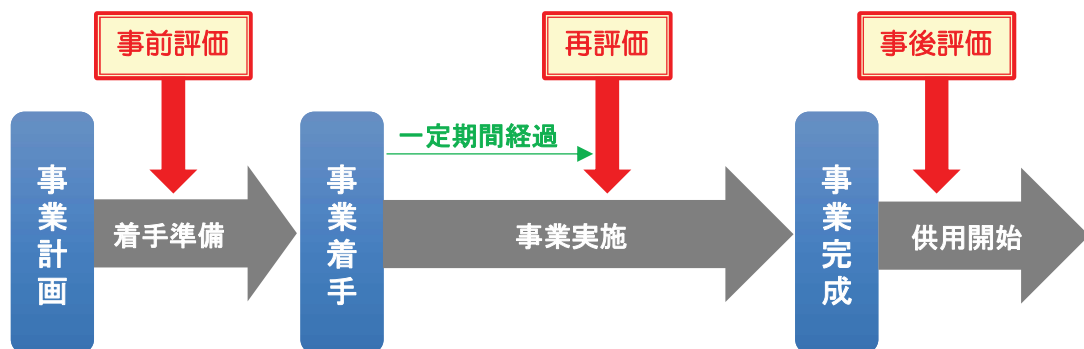 事前評価
再評価
事後評価
一定期間経過
事業計画
着手準備
事業着手
事業実施
事業完成
供用開始